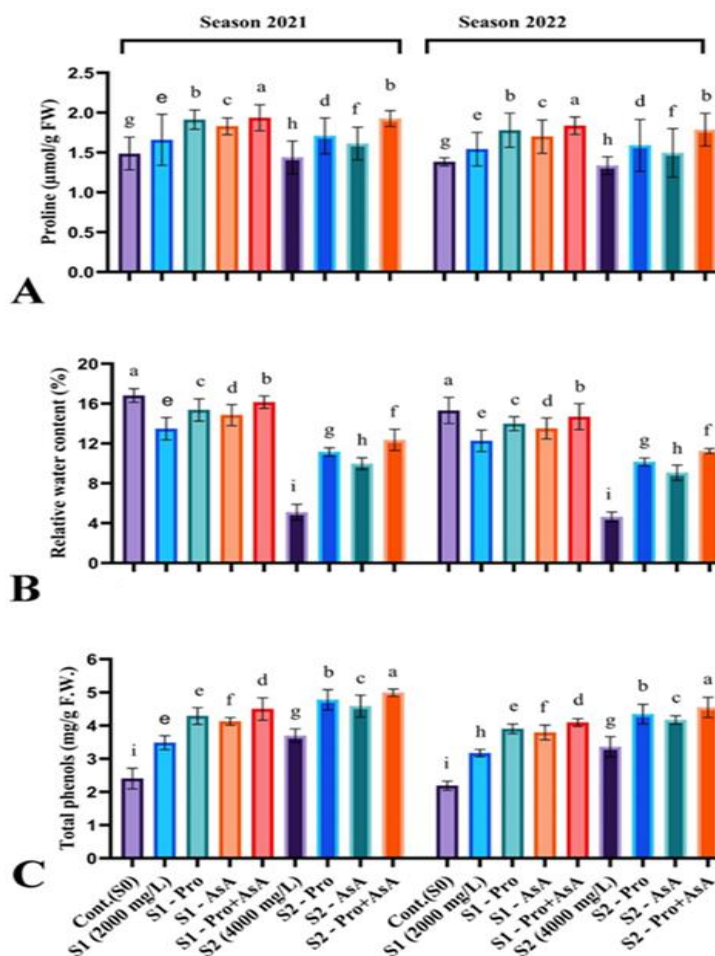 Season 2021 Season 2022
Proline (µmol/g FW)
2.5
2.0
1.5
1.0
0.5
0.0
g e b c a h d f b
g e b c a h d f b
A
Relative water content (%)
20
16
12
8
4
0
a e c d b i g h f
a e c d b i g h f
B
Total phenols (mg/g F.W.)
6
5
4
3
2
1
0
i e e f d g b c a
i h e f d g b c a
C
Cont.(S0)
S1 (2000 mg/L)
S1 - Pro
S1 - AsA
S1 - Pro+AsA
S2 (4000 mg/L)
S2 - Pro
S2 - AsA
S2 - Pro+AsA
Cont.(S0)
S1 (2000 mg/L)
S1 - Pro
S1 - AsA
S1 - Pro+AsA
S2 (4000 mg/L)
S2 - Pro
S2 - AsA
S2 - Pro+AsA